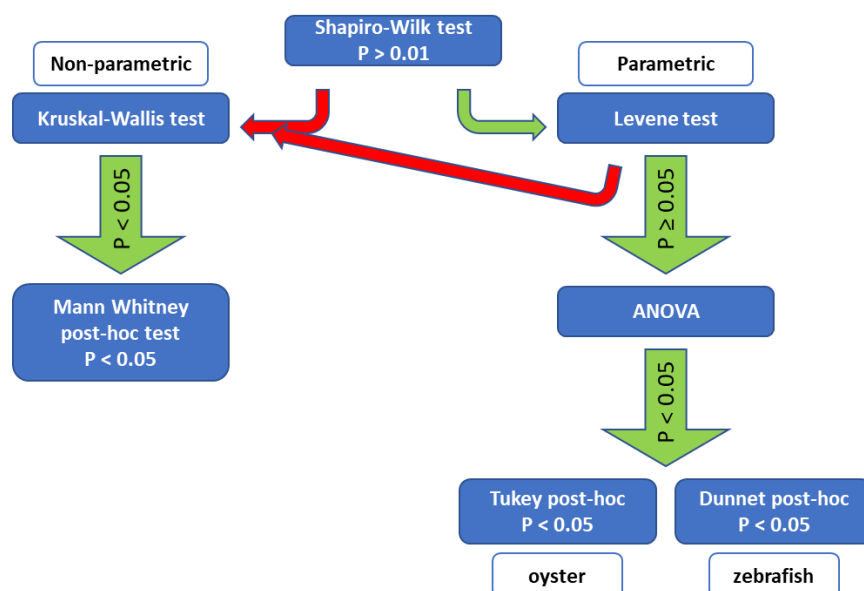 Shapiro-Wilk test
P > 0.01
Non-parametric
Parametric
Kruskal-Wallis test
Levene test
P < 0.05
P ≥ 0.05
Mann Whitney
post-hoc test
P < 0.05
ANOVA
P < 0.05
Tukey post-hoc
P < 0.05
Dunnet post-hoc
P < 0.05
oyster
zebrafish